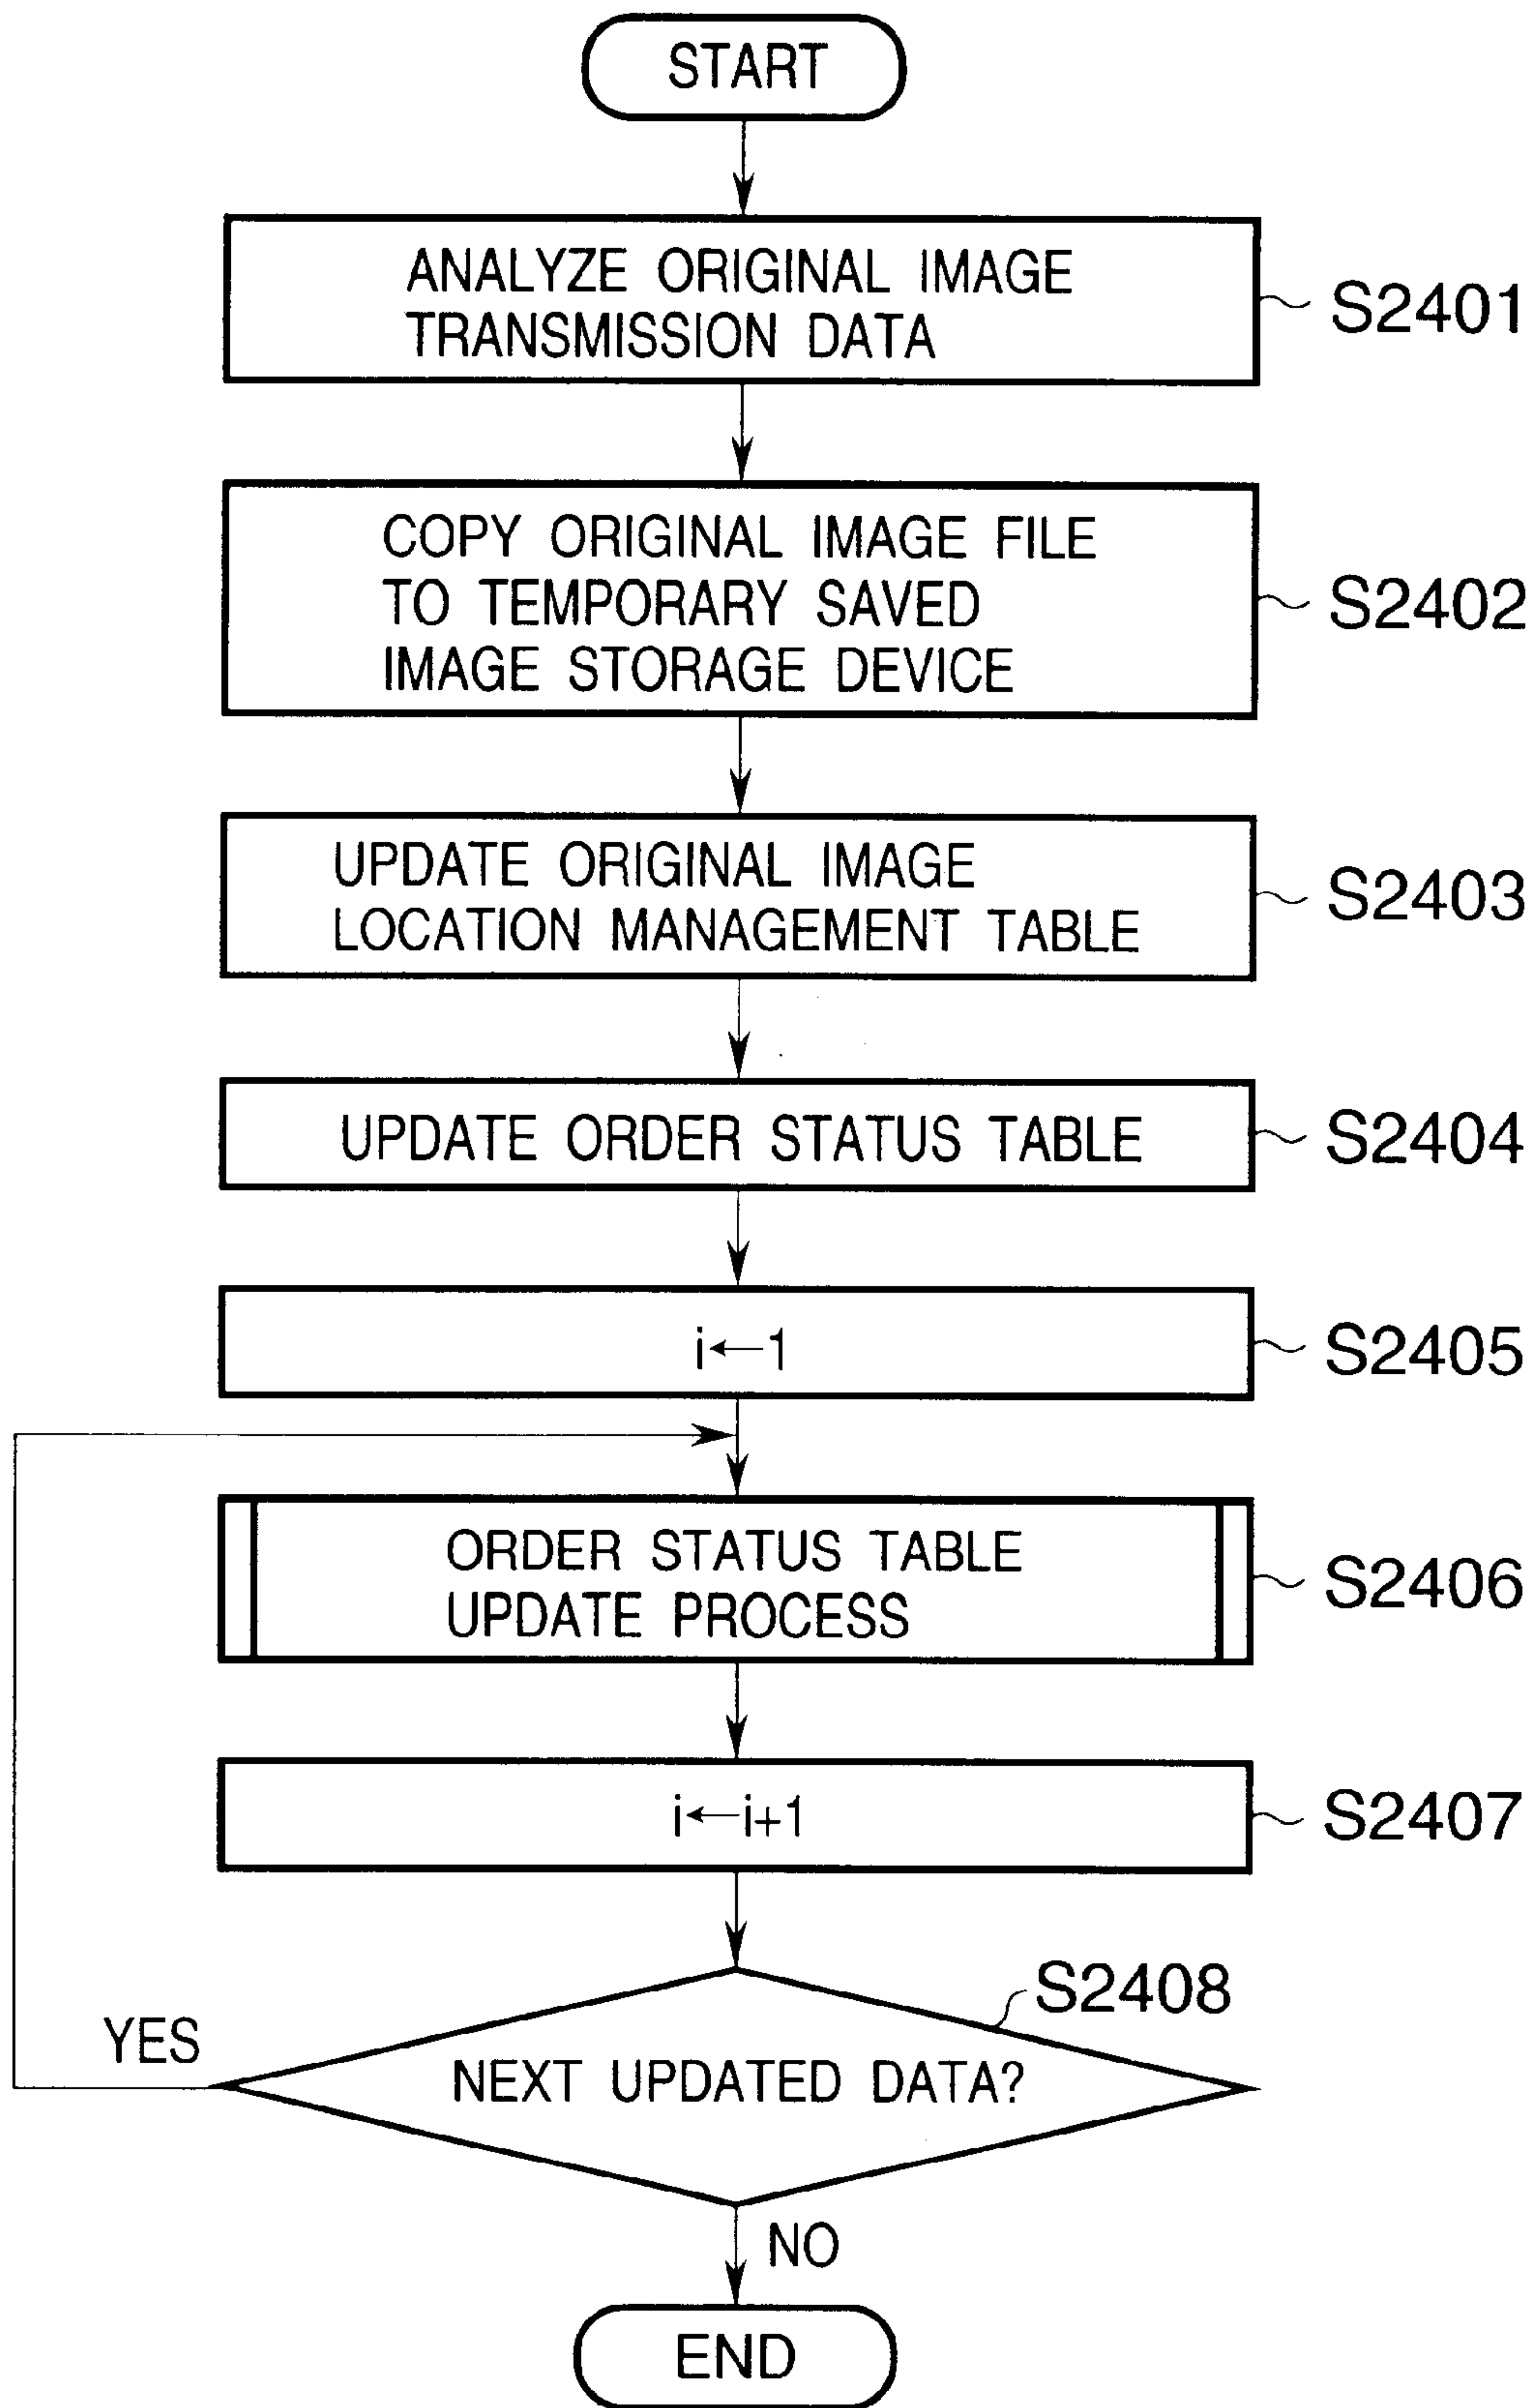 START
ANALYZE ORIGINAL IMAGE
TRANSMISSION DATA
S2401
COPY ORIGINAL IMAGE FILE
TO TEMPORARY SAVED
IMAGE STORAGE DEVICE
S2402
UPDATE ORIGINAL IMAGE
LOCATION MANAGEMENT TABLE
S2403
UPDATE ORDER STATUS TABLE
S2404
i←1
S2405
ORDER STATUS TABLE
UPDATE PROCESS
S2406
i←i+1
S2407
S2408
YES
NEXT UPDATED DATA?
NO
END